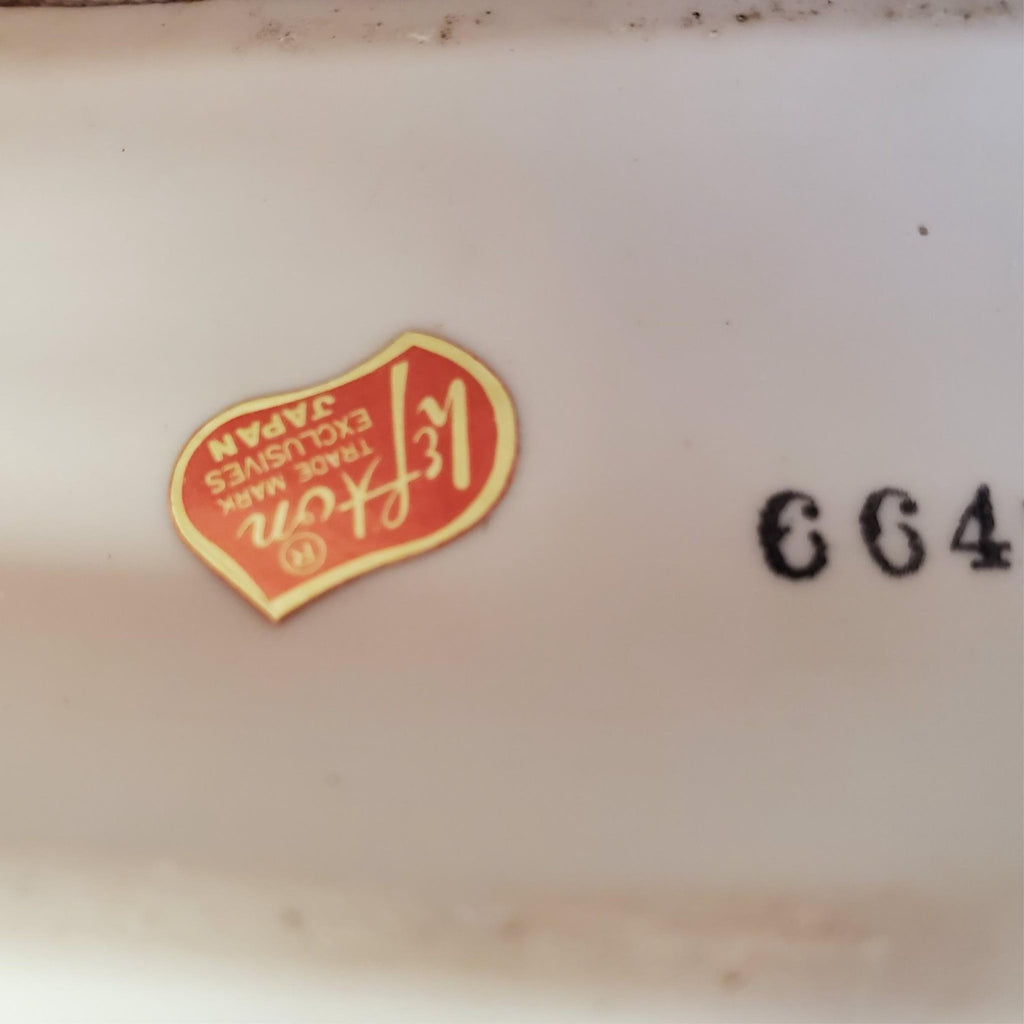 Lefton
®
TRADE MARK
EXCLUSIVES
JAPAN
664